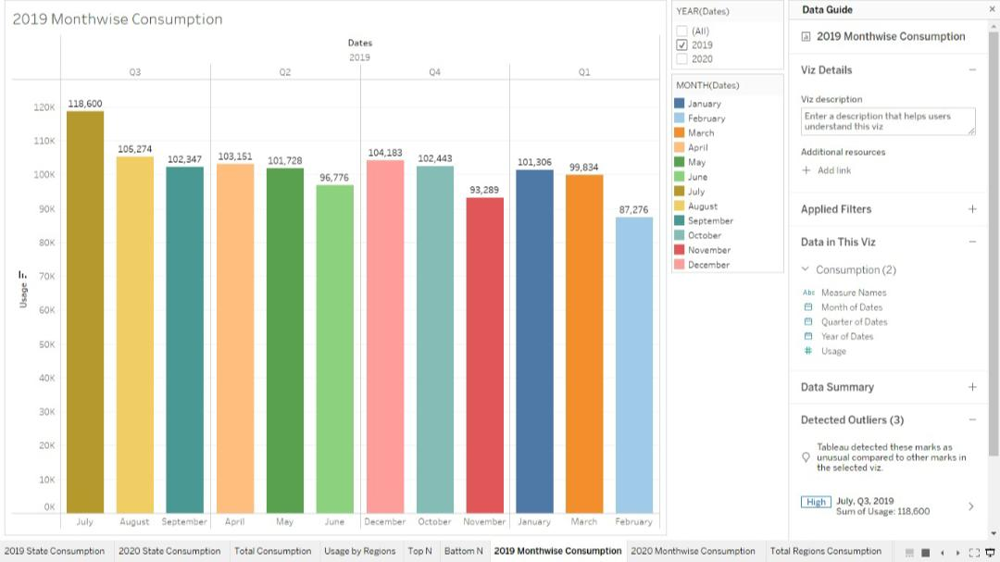 2019 Monthwise Consumption
Dates
2019
Q3 Q2 Q4 Q1
120K
110K
100K
90K
80K
70K
60K
50K
40K
30K
20K
10K
0K
Usage
118,600
105,274
102,347
103,151
101,728
96,776
104,183
102,443
93,289
101,306
99,834
87,276
July August September April May June December October November January March February
YEAR(Dates)
(All)
2019
2020
MONTH(Dates)
January
February
March
April
May
June
July
August
September
October
November
December
Data Guide
2019 Monthwise Consumption
Viz Details
Viz description
Enter a description that helps users
understand this viz
Additional resources
Add link
Applied Filters
Data in This Viz
Consumption (2)
Abc Measure Names
Month of Dates
Quarter of Dates
Year of Dates
# Usage
Data Summary
Detected Outliers (3)
Tableau detected these marks as
unusual compared to other marks in
the selected viz.
High July, Q3, 2019
Sum of Usage: 118,600
2019 State Consumption 2020 State Consumption Total Consumption Usage by Regions Top N Battom N 2019 Monthwise Consumption 2020 Monthwise Consumption Total Regions Consumption